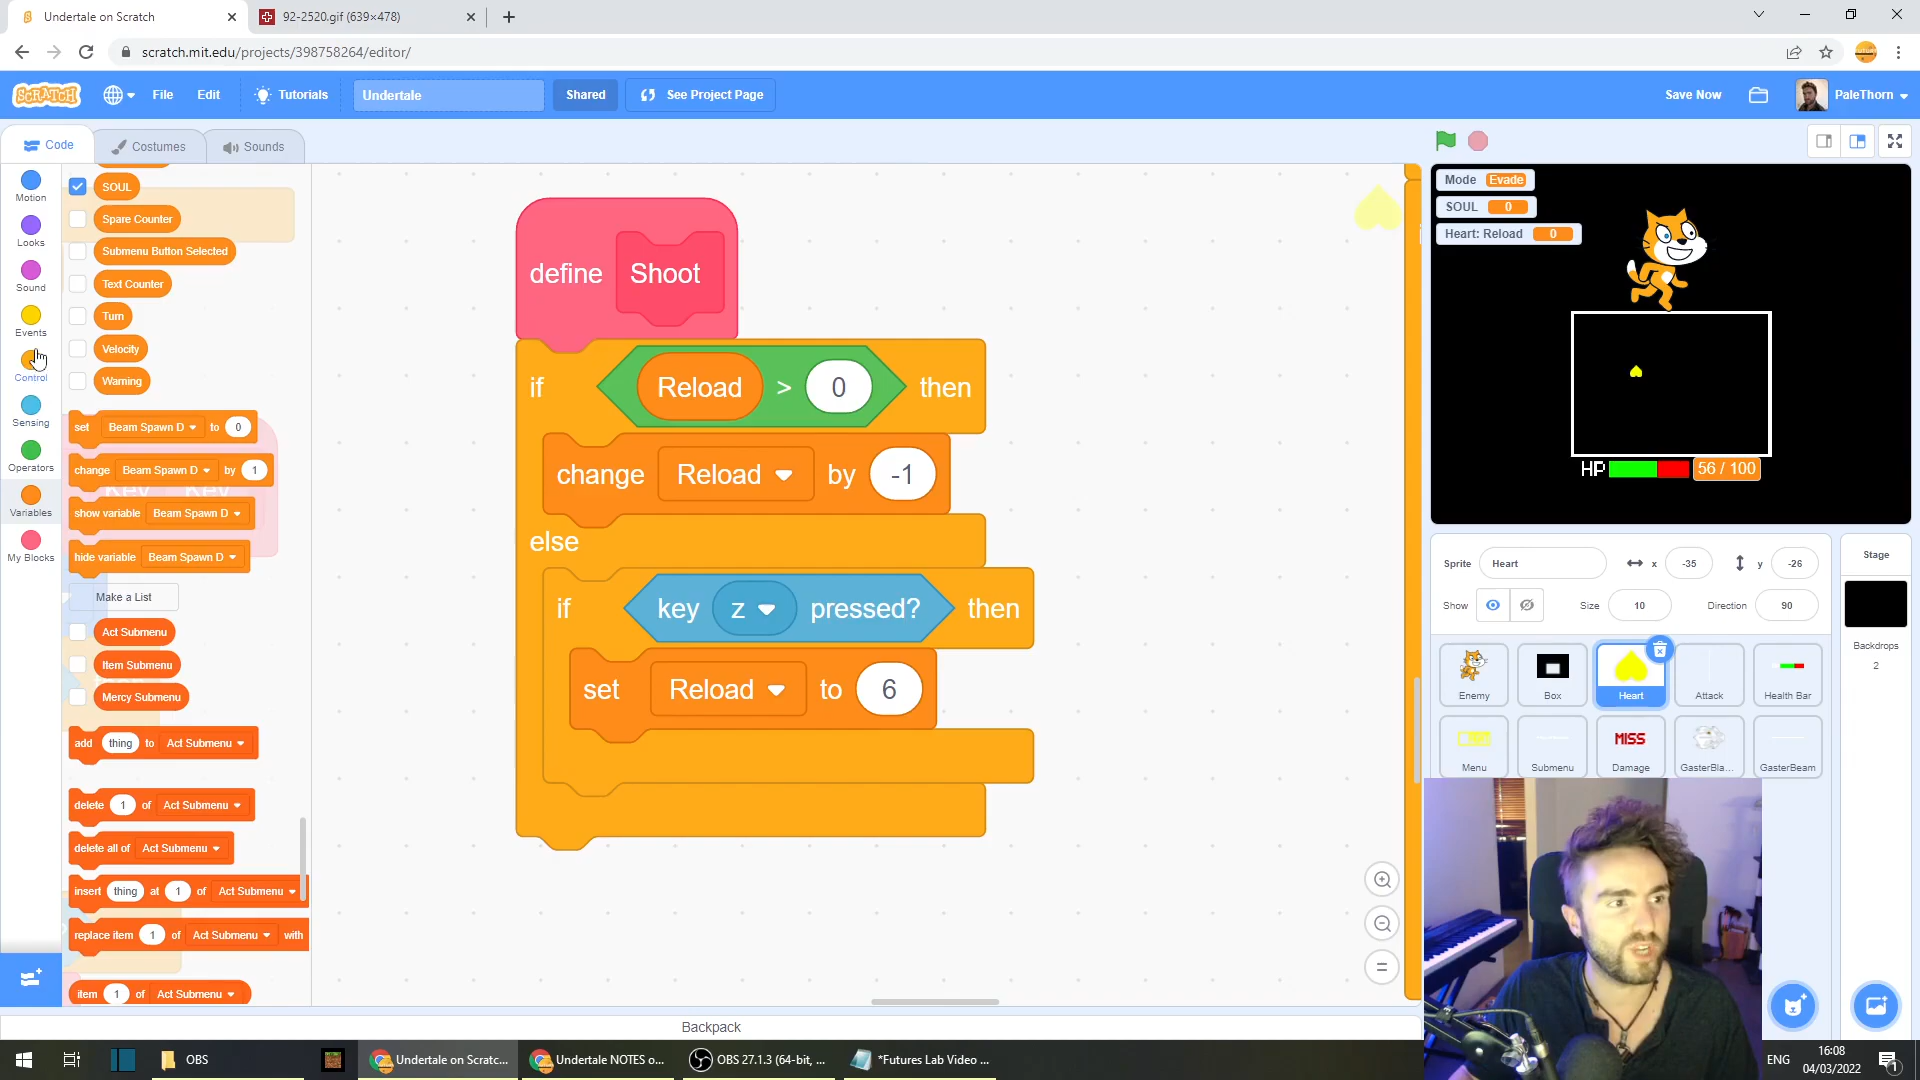 Undertale on Scratch
92-2520.gif (639×478)
scratch.mit.edu/projects/398758264/editor/
SCRATCH
File
Edit
Tutorials
Undertale
Shared
See Project Page
Save Now
PaleThorn
Code
Costumes
Sounds
Motion
Looks
Sound
Events
Control
Sensing
Operators
Variables
My Blocks
SOUL
Spare Counter
Submenu Button Selected
Text Counter
Turn
Velocity
Warning
set Beam Spawn D to 0
change Beam Spawn D by 1
show variable Beam Spawn D
hide variable Beam Spawn D
Make a List
Act Submenu
Item Submenu
Mercy Submenu
add thing to Act Submenu
delete 1 of Act Submenu
delete all of Act Submenu
insert thing at 1 of Act Submenu
replace item 1 of Act Submenu with
item 1 of Act Submenu
define Shoot
if Reload > 0 then
change Reload by -1
else
if key z pressed? then
set Reload to 6
Mode Evade
SOUL 0
Heart: Reload 0
HP 56 / 100
Sprite Heart x -35 y -26
Show Size 10 Direction 90
Stage
Backdrops
2
Enemy
Box
Heart
Attack
Health Bar
Menu
Submenu
MISS
Damage
GasterBla...
GasterBeam
Backpack
OBS
Undertale on Scratc...
Undertale NOTES o...
OBS 27.1.3 (64-bit, ...
*Futures Lab Video ...
ENG
16:08
04/03/2022
1